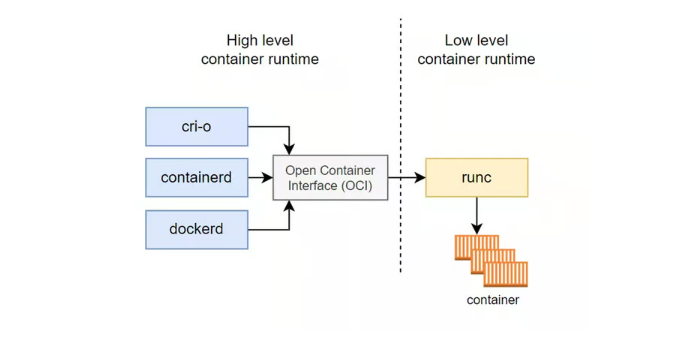 High level
container runtime
Low level
container runtime
cri-o
containerd
dockerd
Open Container
Interface (OCI)
runc
container